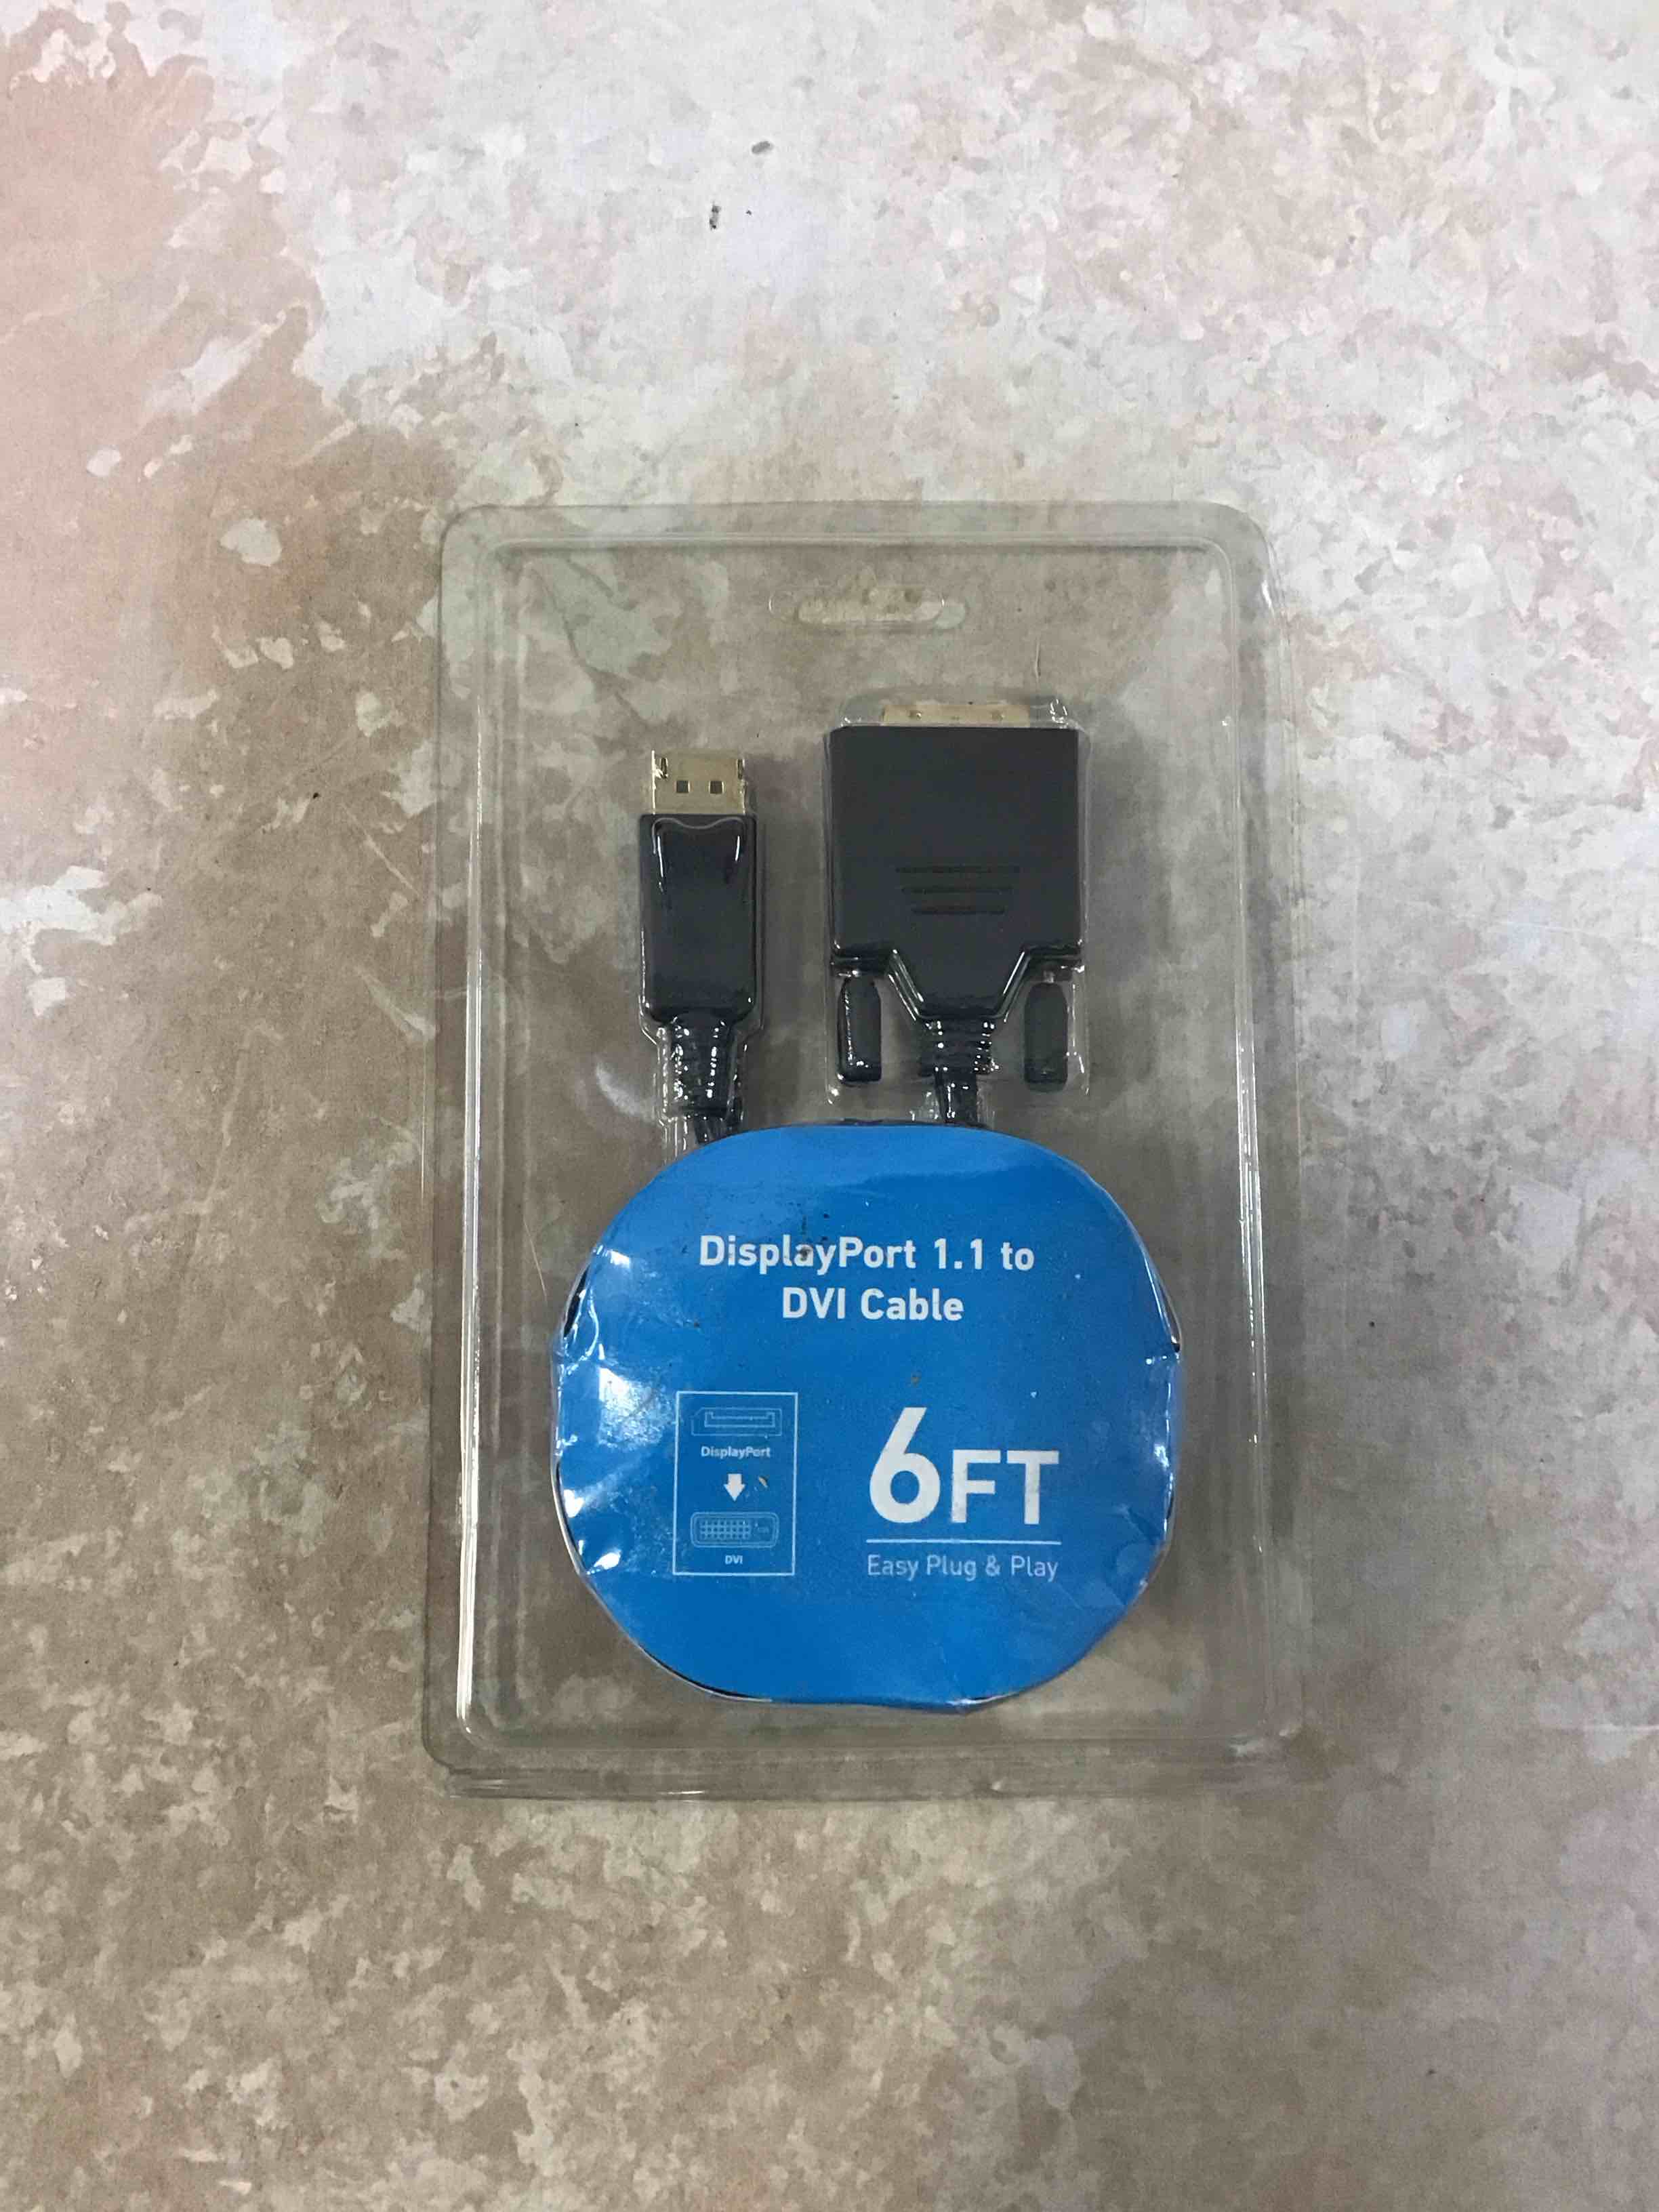 DisplayPort 1.1 to
DVI Cable
DisplayPort
DVI
6FT
Easy Plug & Play